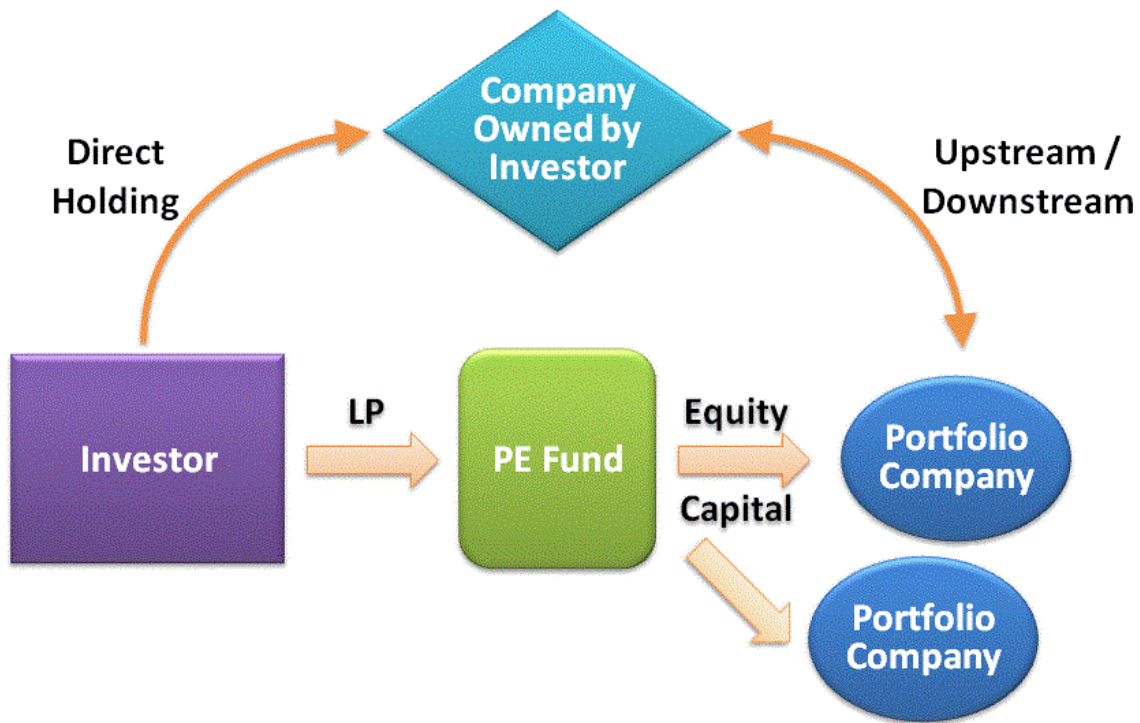 Company
Owned by
Investor
Direct
Holding
Upstream /
Downstream
Investor
LP
PE Fund
Equity
Capital
Portfolio
Company
Portfolio
Company